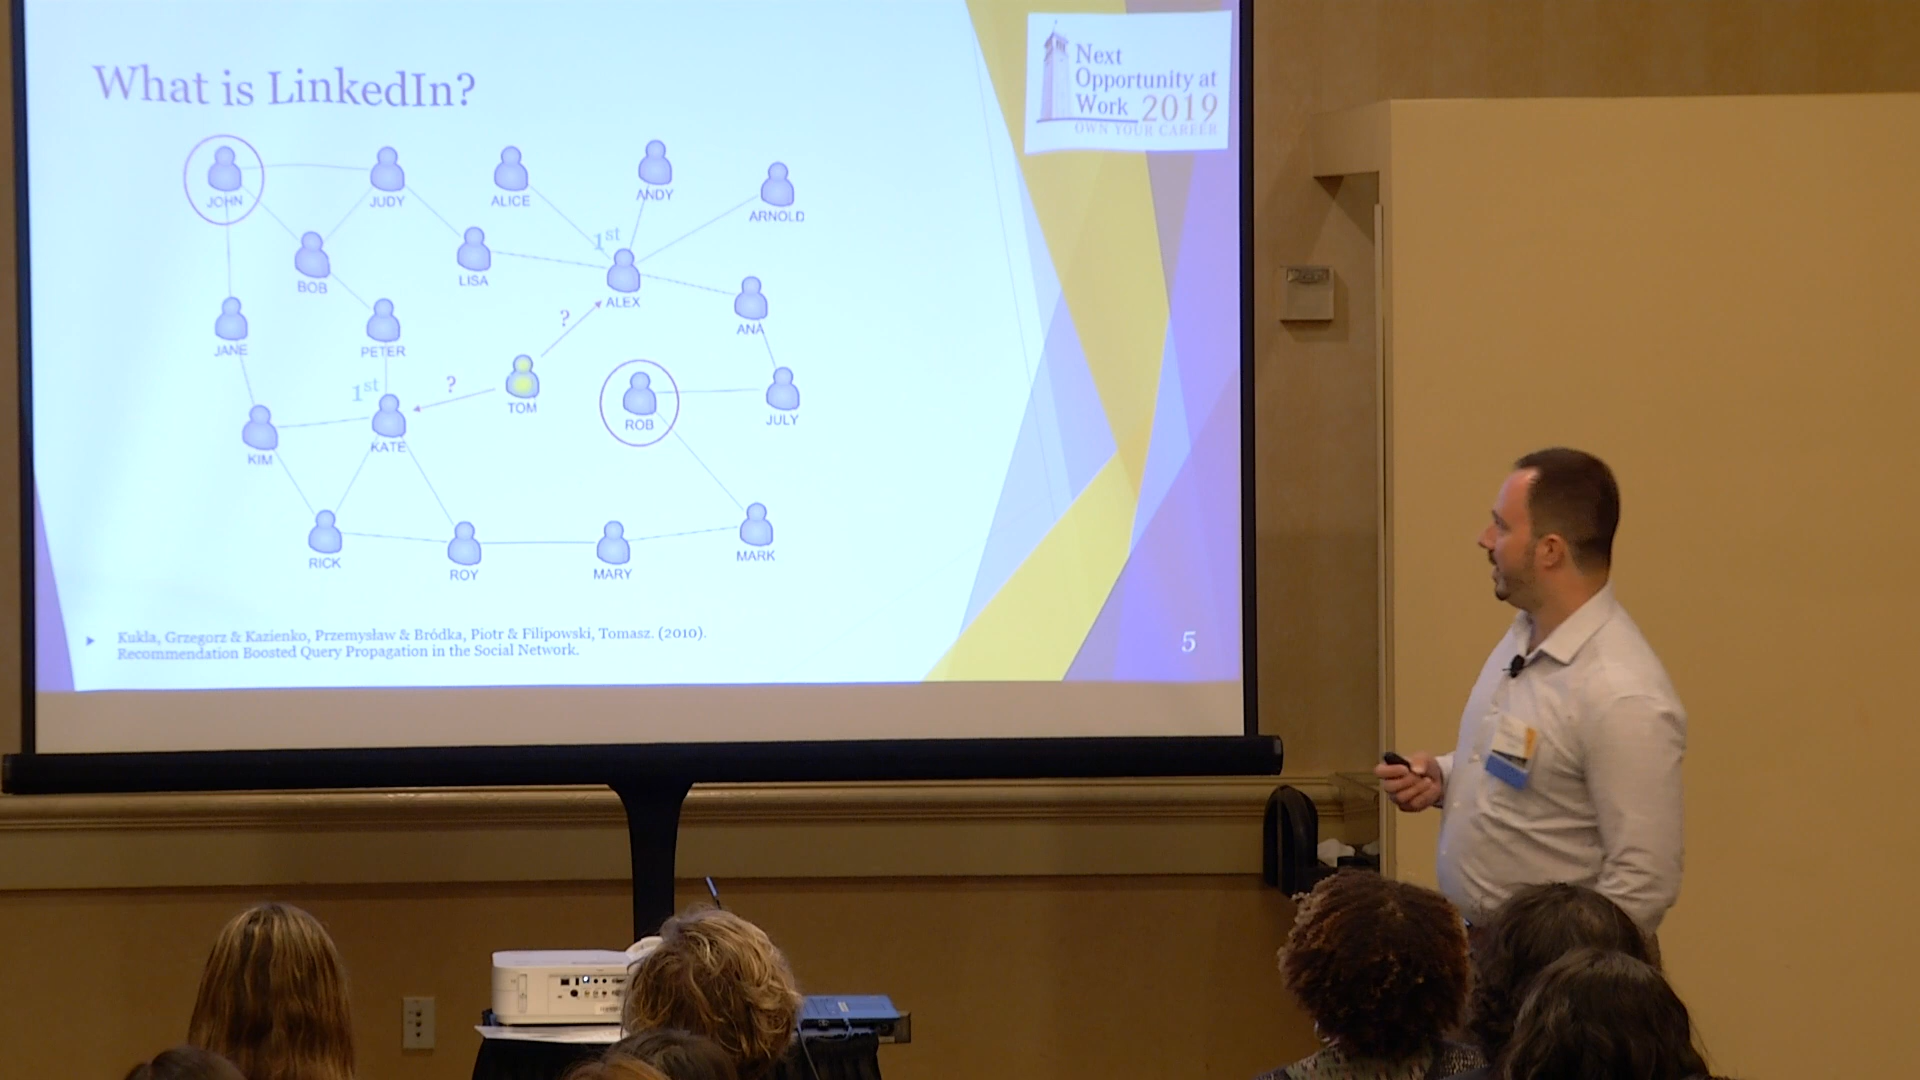 What is LinkedIn?
Next
Opportunity at
Work 2019
OWN YOUR CAREER
JOHN
JUDY
ALICE
ANDY
ARNOLD
1st
BOB
LISA
ALEX
?
ANA
JANE
PETER
1st
?
TOM
ROB
JULY
KIM
KATE
RICK
ROY
MARY
MARK
Kukla, Grzegorz & Kazienko, Przemysław & Bródka, Piotr & Filipowski, Tomasz. (2010).
Recommendation Boosted Query Propagation in the Social Network.
5